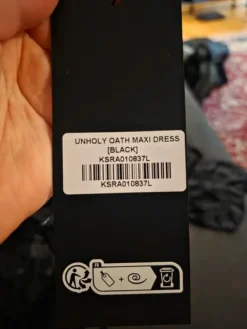 UNHOLY OATH MAXI DRESS
[BLACK]
KSRA010837L
KSRA010837L